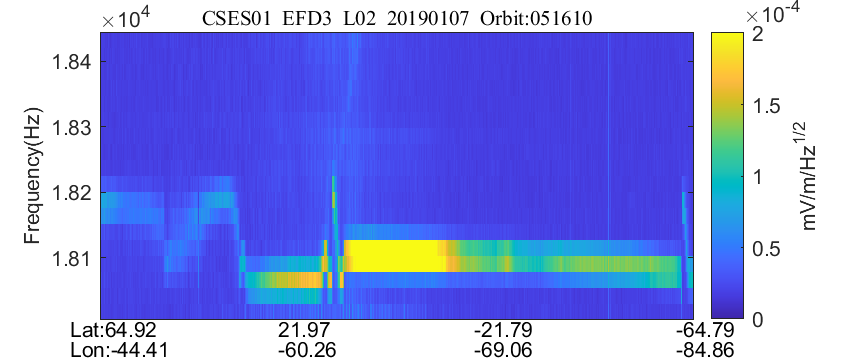 ×10⁴
CSES01 EFD3 L02 20190107 Orbit:051610
×10⁻⁴
1.84
1.83
1.82
1.81
Frequency(Hz)
2
1.5
1
0.5
0
mV/m/Hz^1/2
Lat:64.92 21.97 -21.79 -64.79
Lon:-44.41 -60.26 -69.06 -84.86